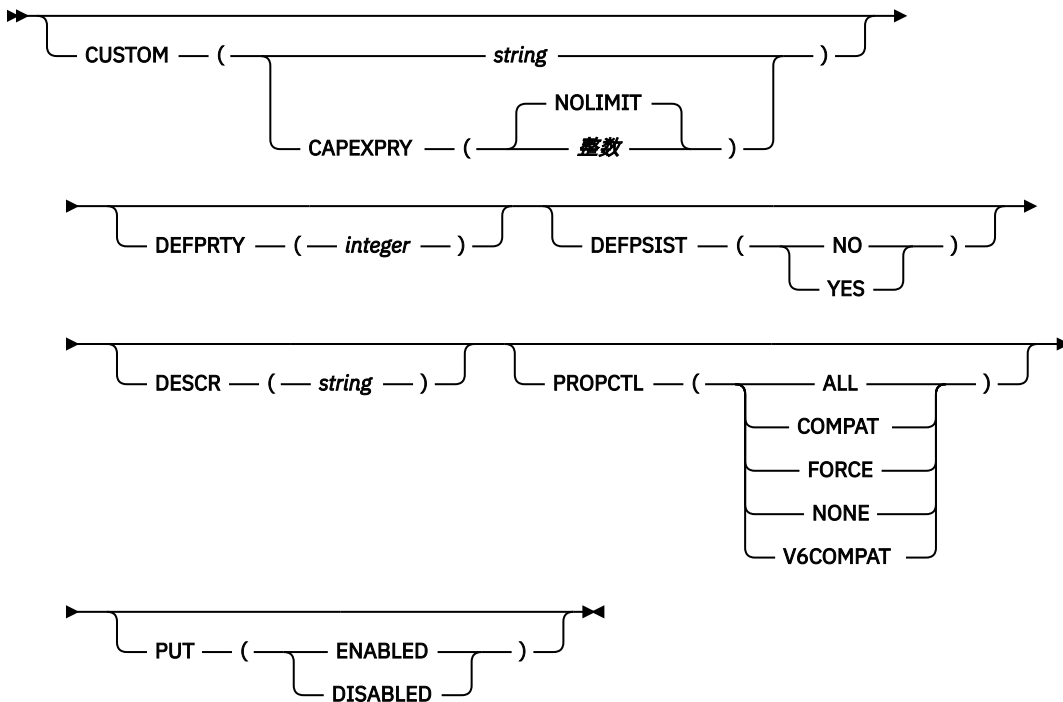 CUSTOM ( string )
NOLIMIT
CAPEXPRY ( 整数 )
DEFPRTY ( integer ) DEFPSIST ( NO )
YES
DESCR ( string ) PROPCTL ( ALL )
COMPAT
FORCE
NONE
V6COMPAT
PUT ( ENABLED )
DISABLED